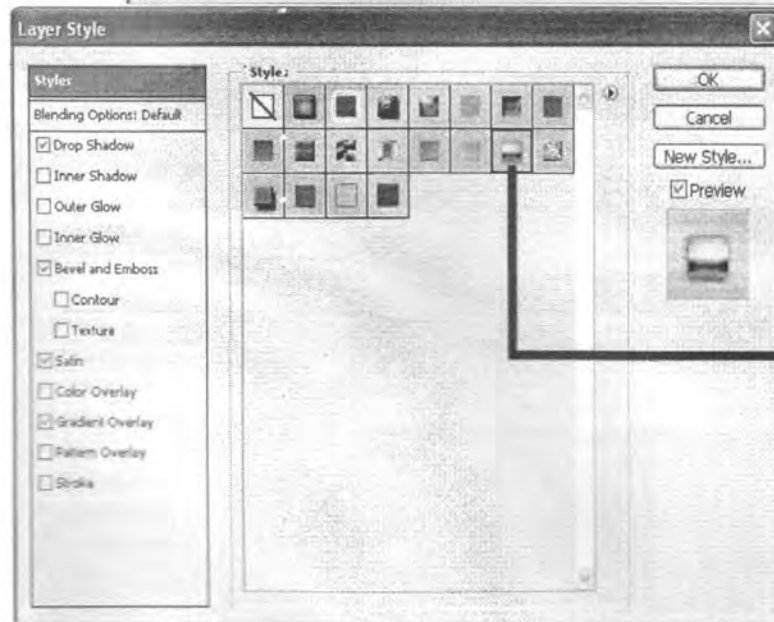 Layer Style
Styles
Blending Options: Default
Drop Shadow
Inner Shadow
Outer Glow
Inner Glow
Bevel and Emboss
Contour
Texture
Satin
Color Overlay
Gradient Overlay
Pattern Overlay
Stroke
Styles
OK
Cancel
New Style...
Preview